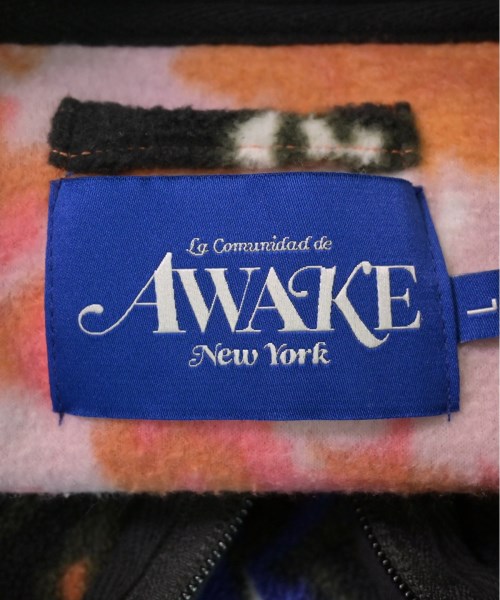 La Comunidad de
AWAKE
New York
L